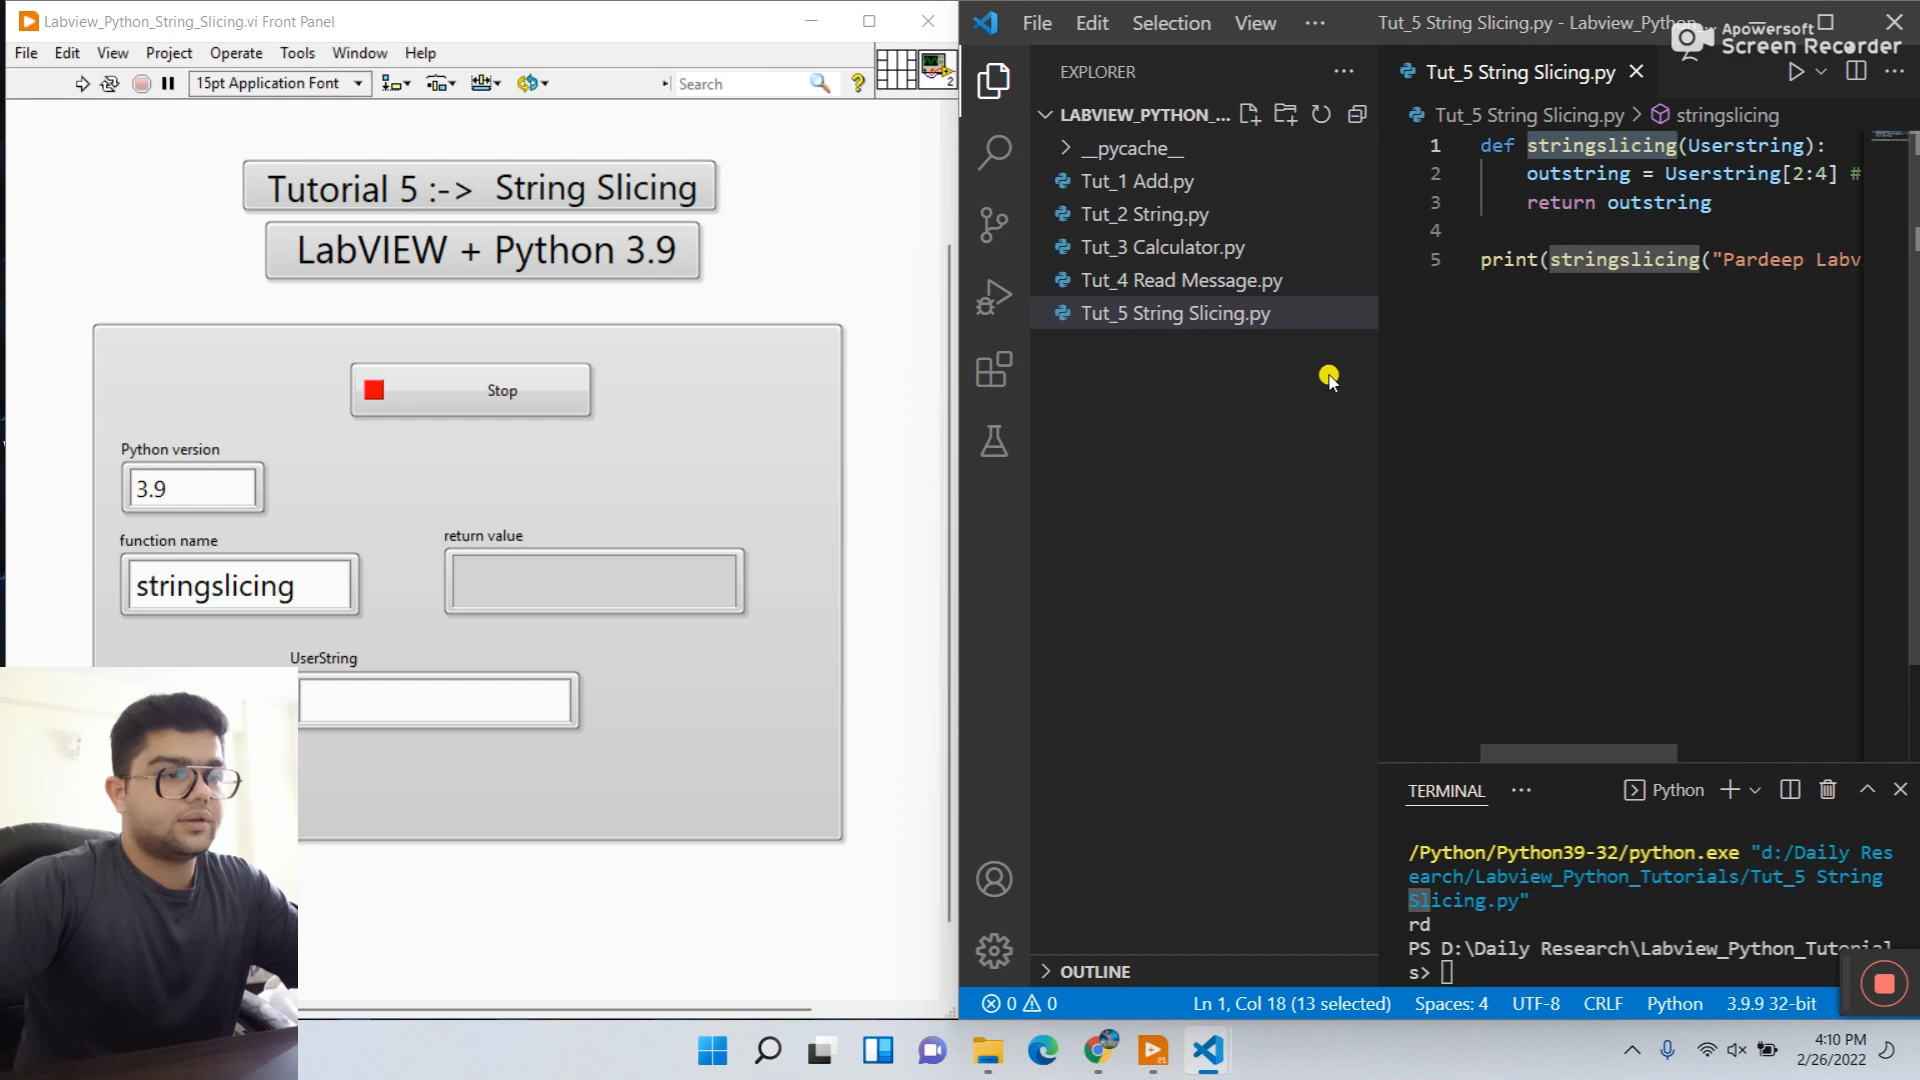 Labview_Python_String_Slicing.vi Front Panel
File Edit View Project Operate Tools Window Help
15pt Application Font
Search
2
Tutorial 5 :-> String Slicing
LabVIEW + Python 3.9
Stop
Python version
3.9
function name
stringslicing
return value
UserString
File Edit Selection View ···
Tut_5 String Slicing.py - Labview_Python
Apowersoft
Screen Recorder
EXPLORER
LABVIEW_PYTHON_...
__pycache__
Tut_1 Add.py
Tut_2 String.py
Tut_3 Calculator.py
Tut_4 Read Message.py
Tut_5 String Slicing.py
OUTLINE
Tut_5 String Slicing.py
Tut_5 String Slicing.py > stringslicing
1 def stringslicing(Userstring):
2 outstring = Userstring[2:4] #
3 return outstring
4
5 print(stringslicing("Pardeep Labv
TERMINAL ··· Python
/Python/Python39-32/python.exe "d:/Daily Res
earch/Labview_Python_Tutorials/Tut_5 String
Slicing.py"
rd
PS D:\Daily Research\Labview_Python_Tutorial
s>
0 0 Ln 1, Col 18 (13 selected) Spaces: 4 UTF-8 CRLF Python 3.9.9 32-bit
4:10 PM
2/26/2022